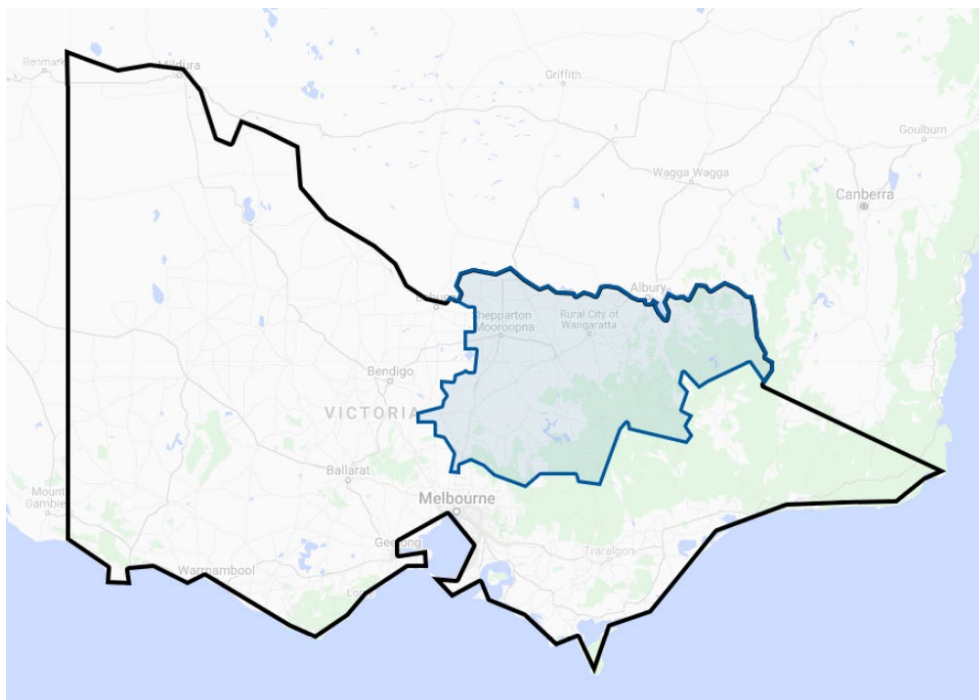 Renmark
Mildura
Griffith
Goulburn
Wagga Wagga
Canberra
Albury
Shepparton
Mooroopna
Rural City of
Wangaratta
Bendigo
VICTORIA
Ballarat
Melbourne
Mount
Gambier
Geelong
Traralgon
Warrnambool